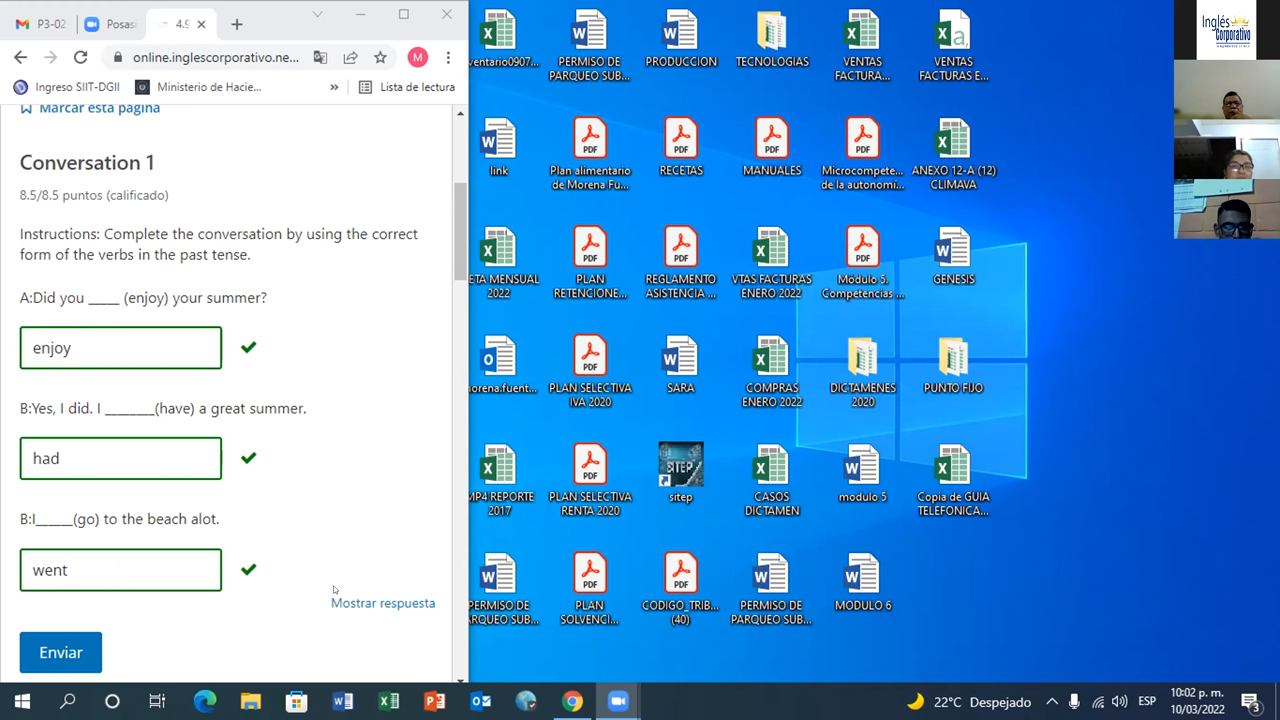 P3-02
Posas
4.9
online.inglescorporativo.ne...
M
Ingreso SIIT-DGII
Ministerio de Hacie...
»
Lista de lectura
Marcar esta página
Conversation 1
8.5/8.5 puntos (calificado)
Instructions: Complete the conversation by using the correct
form of the verbs in the past tense.
A:Did you _____ (enjoy) your summer?
enjoy
B:Yes, I did. I ________(have) a great summer.
had
B:I______(go) to the beach alot.
went
Mostrar respuesta
Enviar
ventario0907...
PERMISO DE
PARQUEO SUB...
PRODUCCION
TECNOLOGIAS
VENTAS
FACTURA...
VENTAS
FACTURAS E...
link
Plan alimentario
de Morena Fu...
RECETAS
MANUALES
Microcompete...
de la autonomi...
ANEXO 12-A (12)
CLIMAVA
ETA MENSUAL
2022
PLAN
RETENCIONE...
REGLAMENTO
ASISTENCIA ...
VTAS FACTURAS
ENERO 2022
Módulo 5.
Competencias ...
GENESIS
morena.fuent...
PLAN SELECTIVA
IVA 2020
SARA
COMPRAS
ENERO 2022
DICTAMENES
2020
PUNTO FIJO
MP4 REPORTE
2017
PLAN SELECTIVA
RENTA 2020
SITEP
sitep
CASOS
DICTAMEN
modulo 5
Copia de GUIA
TELEFONICA...
PERMISO DE
PARQUEO SUB...
PLAN
SOLVENCI...
CODIGO_TRIB...
(40)
PERMISO DE
PARQUEO SUB...
MODULO 6
Inglés
Corporativo
22°C Despejado
ESP
10:02 p. m.
10/03/2022
3